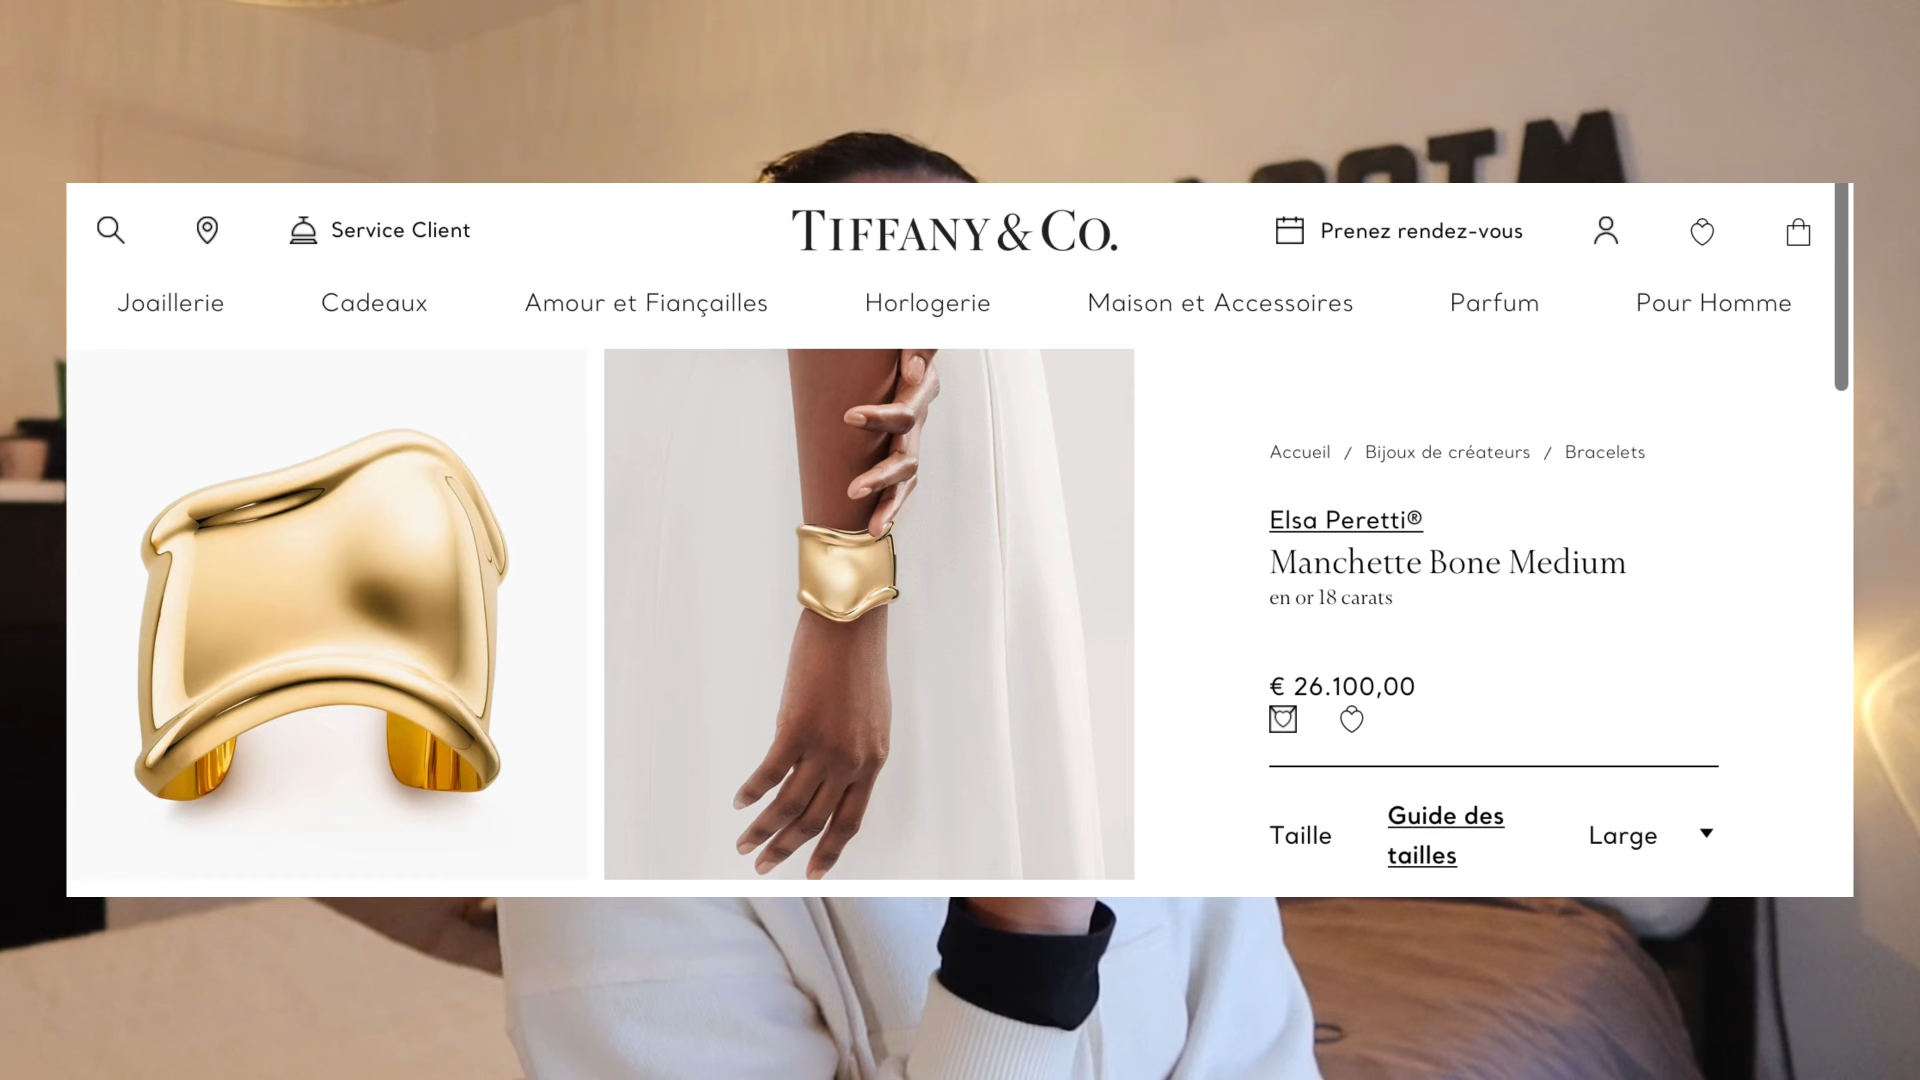 Service Client
TIFFANY & CO.
Prenez rendez-vous
Joaillerie
Cadeaux
Amour et Fiançailles
Horlogerie
Maison et Accessoires
Parfum
Pour Homme
Accueil / Bijoux de créateurs / Bracelets
Elsa Peretti®
Manchette Bone Medium
en or 18 carats
€ 26.100,00
Taille
Guide des
tailles
Large